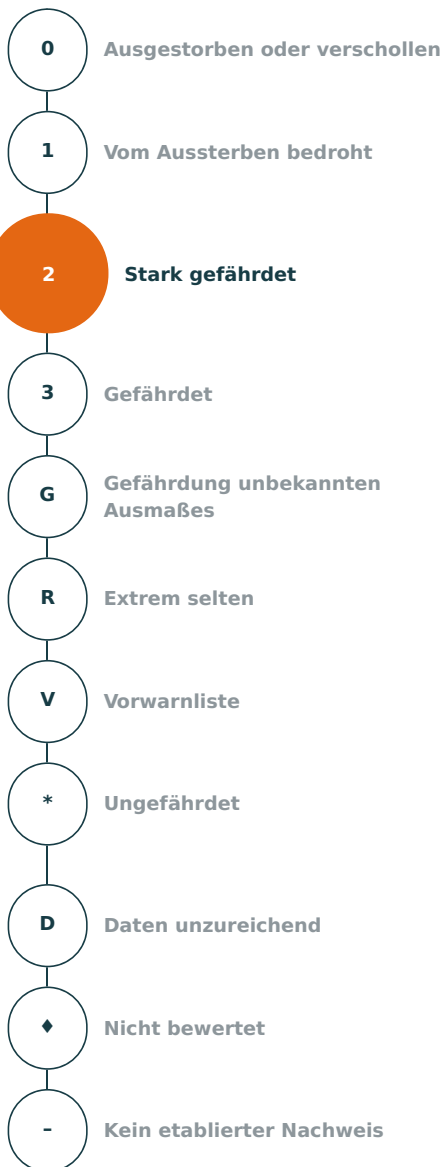 0 Ausgestorben oder verschollen
1 Vom Aussterben bedroht
2 Stark gefährdet
3 Gefährdet
G Gefährdung unbekannten
Ausmaßes
R Extrem selten
V Vorwarnliste
* Ungefährdet
D Daten unzureichend
♦ Nicht bewertet
– Kein etablierter Nachweis